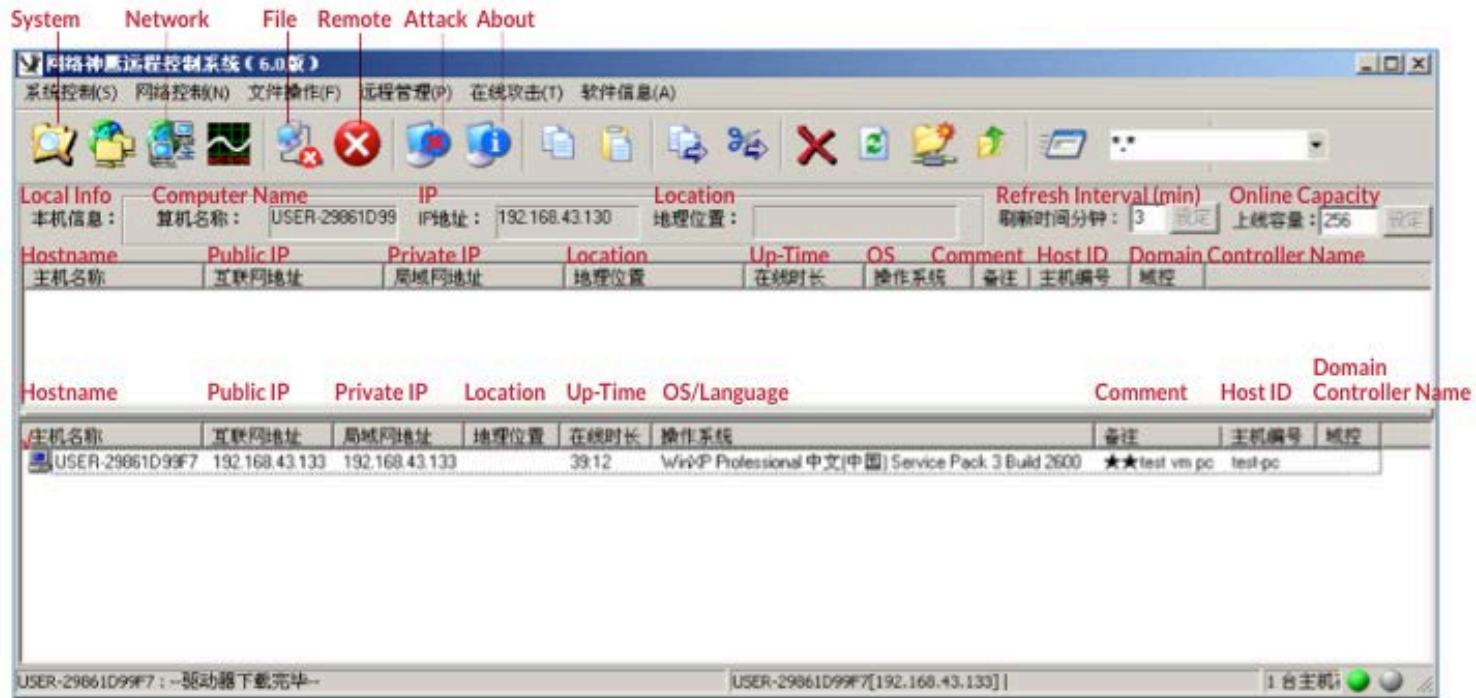 System Network File Remote Attack About
网络神鹰远程控制系统(6.0版)
系统控制(S) 网络控制(N) 文件操作(F) 远程管理(P) 在线攻击(T) 软件信息(A)
*.*
Local Info Computer Name IP Location Refresh Interval (min) Online Capacity
本机信息: 算机名称: USER-29861D99 IP地址: 192.168.43.130 地理位置: 刷新时间分钟: 3 设定 上线容量: 256 设定
Hostname Public IP Private IP Location Up-Time OS Comment Host ID Domain Controller Name
主机名称 互联网地址 局域网地址 地理位置 在线时长 操作系统 备注 主机编号 域控
Hostname Public IP Private IP Location Up-Time OS/Language Comment Host ID Domain Controller Name
主机名称 互联网地址 局域网地址 地理位置 在线时长 操作系统 备注 主机编号 域控
USER-29861D99F7 192.168.43.133 192.168.43.133 39:12 WinXP Professional 中文(中国) Service Pack 3 Build 2600 ★★test vm pc test-pc
USER-29861D99F7:--驱动器下载完毕-- USER-29861D99F7[192.168.43.133] | 1 台主机